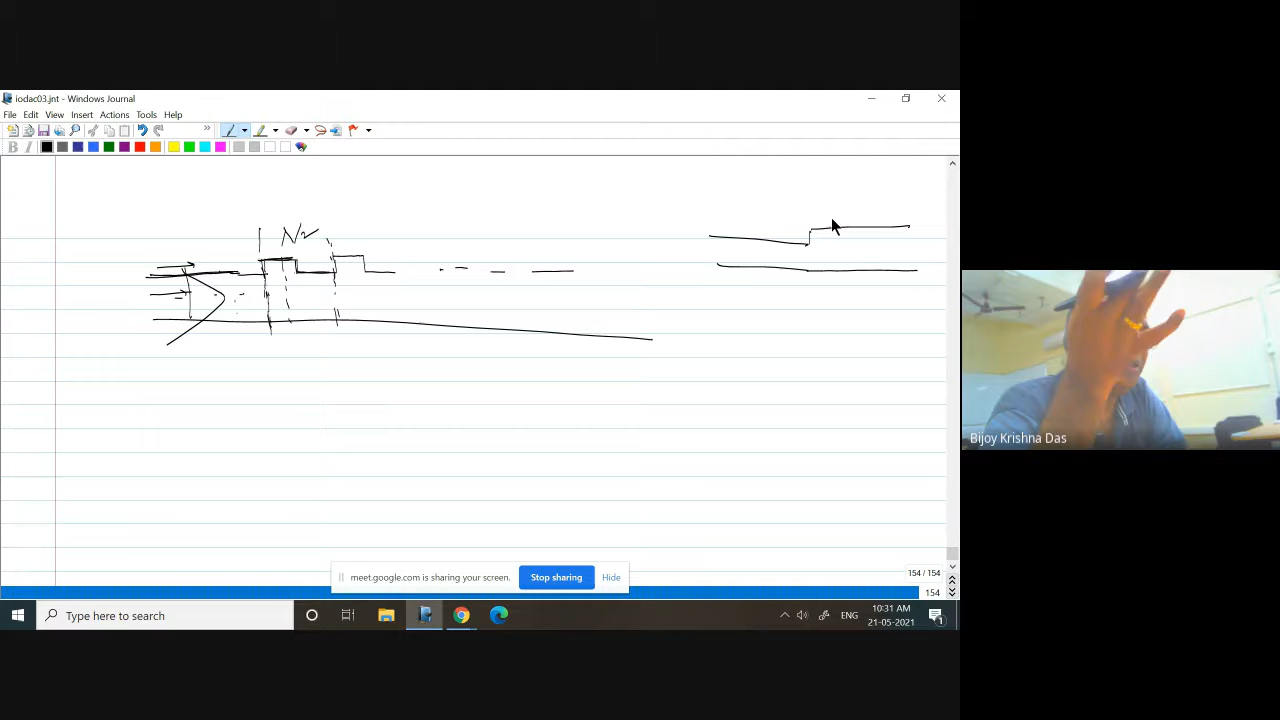 iodac03.jnt - Windows Journal
File Edit View Insert Actions Tools Help
B I
Bijoy Krishna Das
meet.google.com is sharing your screen. Stop sharing Hide
154 / 154
154
Type here to search
ENG
10:31 AM
21-05-2021
1